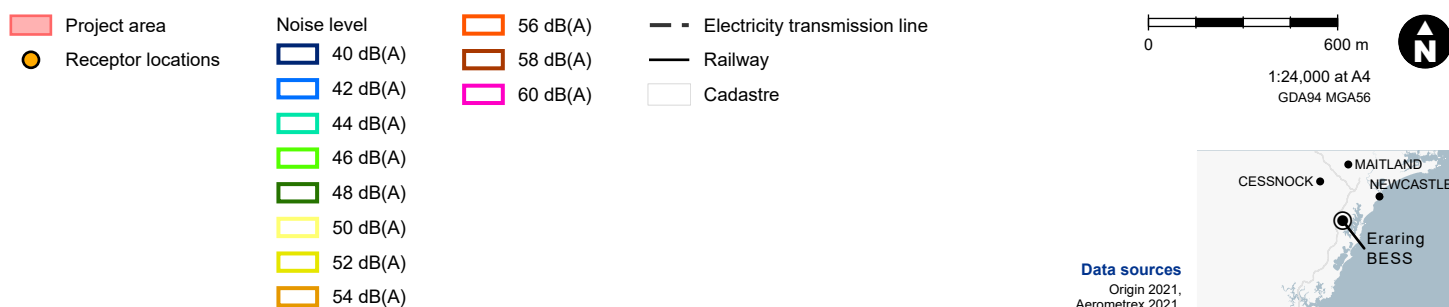 Project area
Receptor locations
Noise level
40 dB(A)
42 dB(A)
44 dB(A)
46 dB(A)
48 dB(A)
50 dB(A)
52 dB(A)
54 dB(A)
56 dB(A)
58 dB(A)
60 dB(A)
Electricity transmission line
Railway
Cadastre
0 600 m
1:24,000 at A4
GDA94 MGA56
N
MAITLAND
CESSNOCK
NEWCASTLE
Eraring
BESS
Data sources
Origin 2021,
Aerometrex 2021,